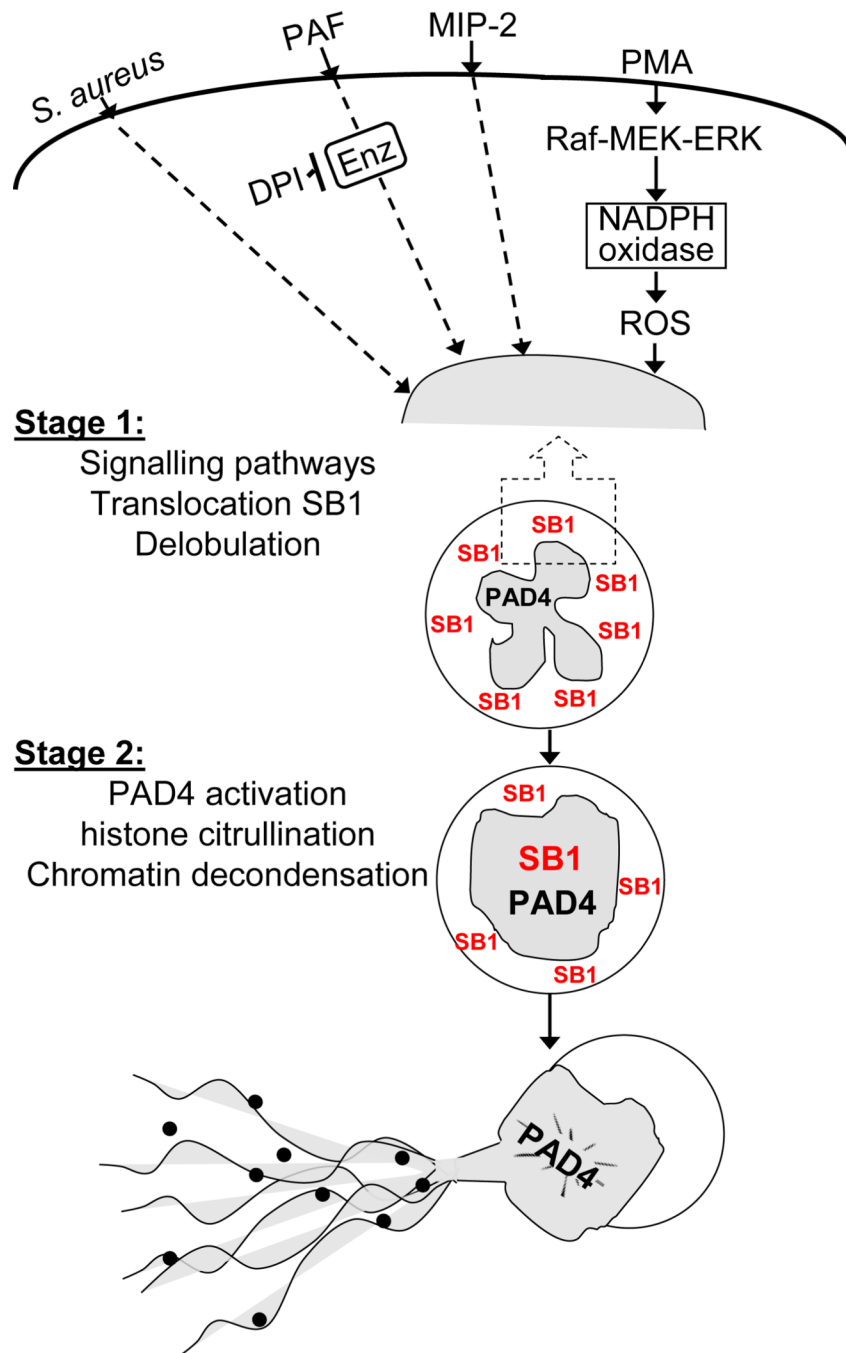 S. aureus
PAF
MIP-2
PMA
DPI
Enz
Raf-MEK-ERK
NADPH
oxidase
ROS
Stage 1:
Signalling pathways
Translocation SB1
Delobulation
SB1
SB1
SB1
PAD4
SB1
SB1
SB1
SB1
Stage 2:
PAD4 activation
histone citrullination
Chromatin decondensation
SB1
SB1
PAD4
SB1
SB1
SB1
PAD4